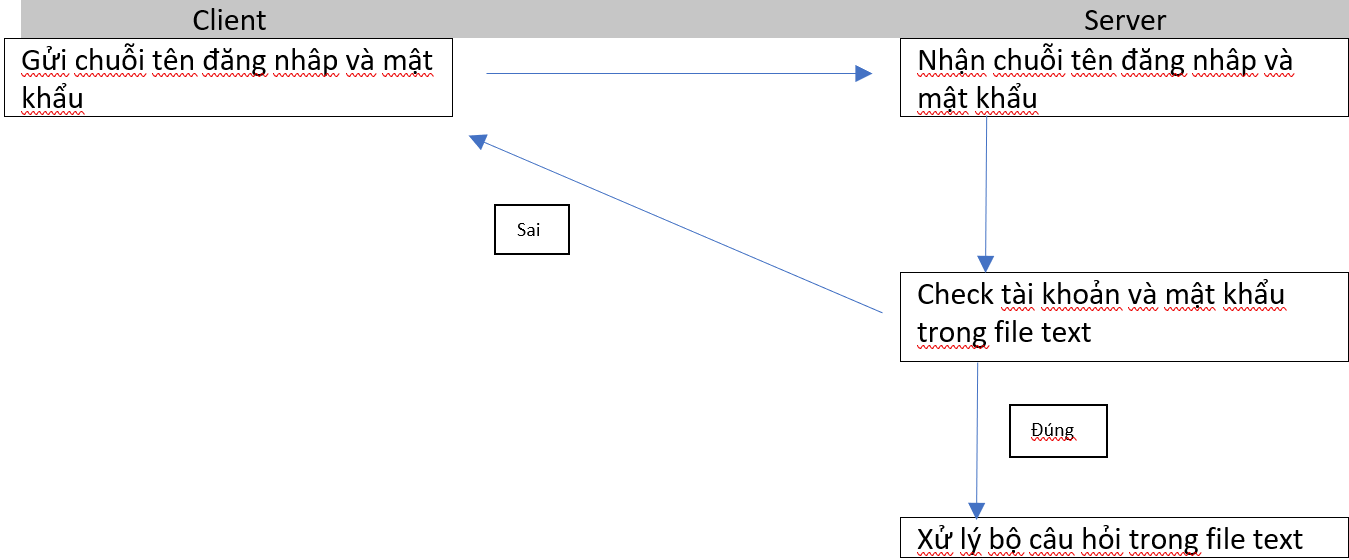 Client
Server
Gửi chuỗi tên đăng nhâp và mật
khẩu
Nhận chuỗi tên đăng nhâp và
mật khẩu
Sai
Check tài khoản và mật khẩu
trong file text
Đúng
Xử lý bộ câu hỏi trong file text